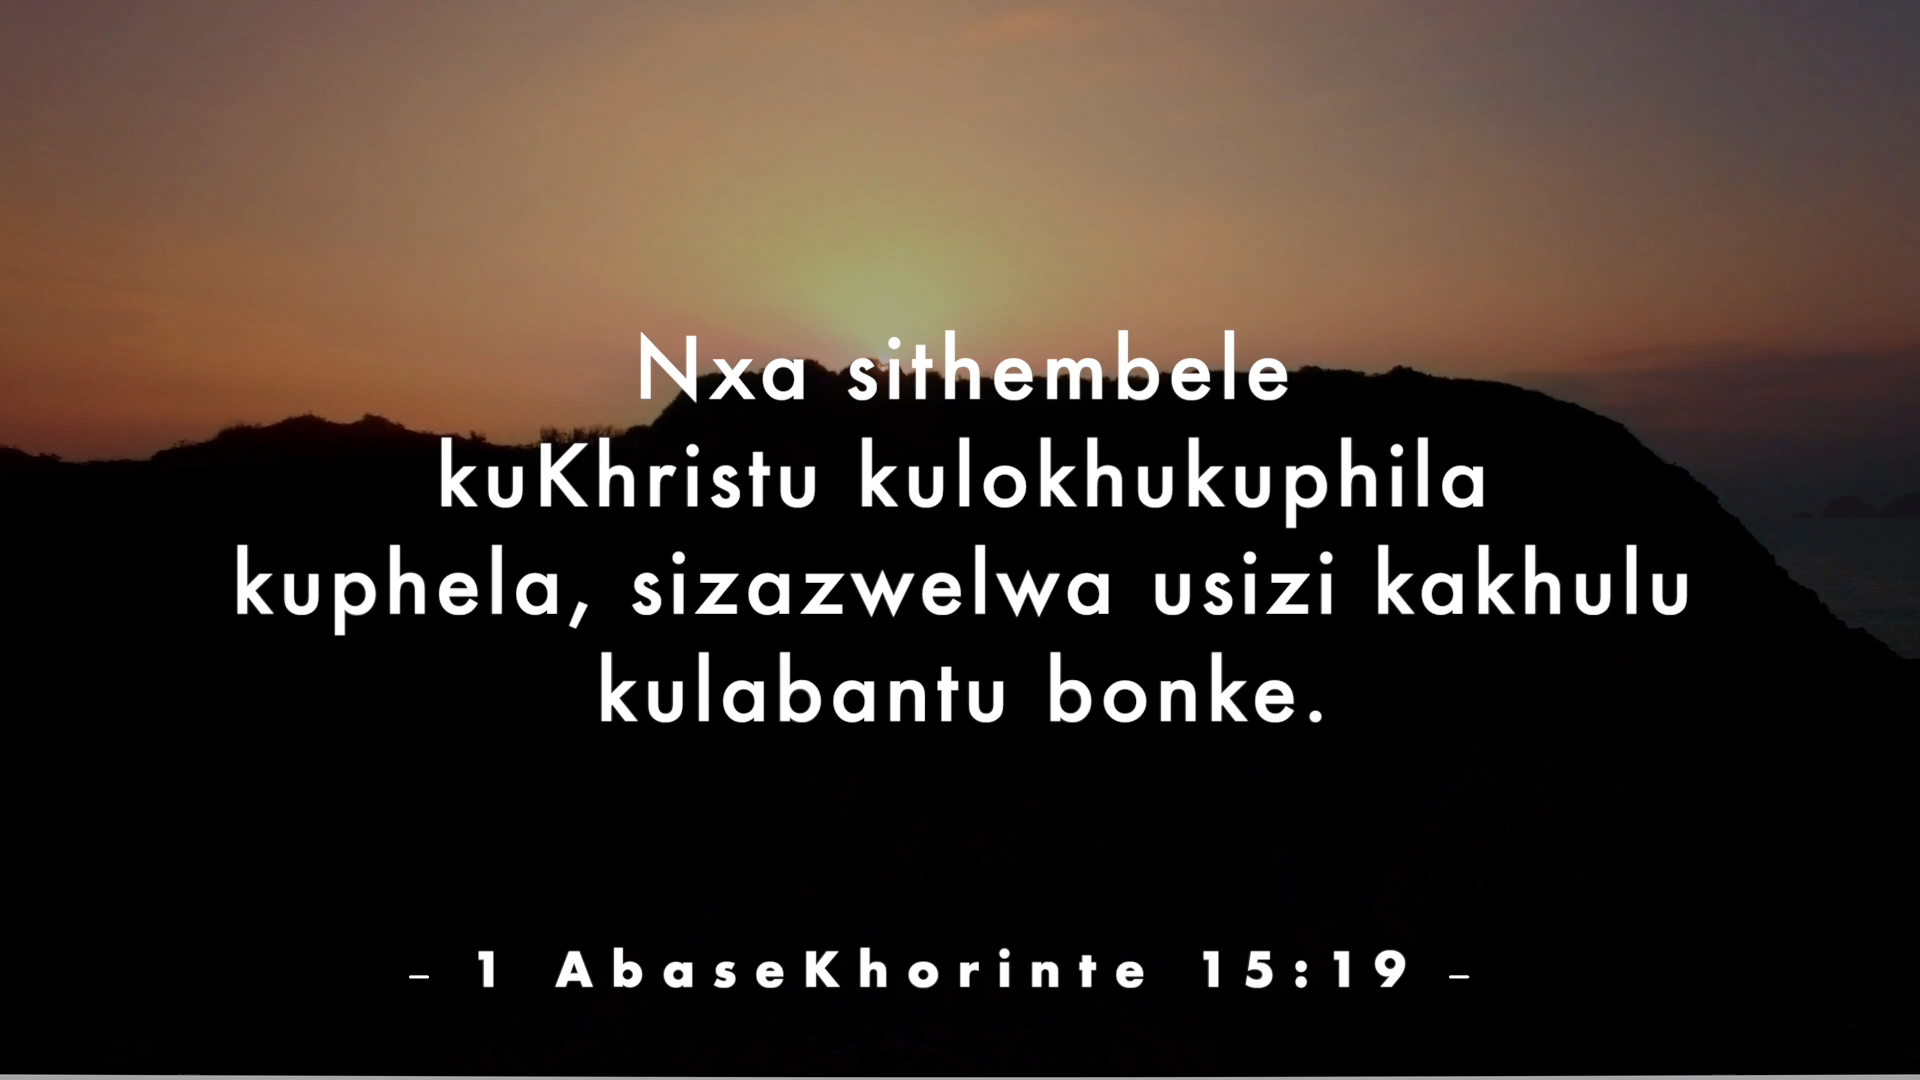 Nxa sithembele
kuKhristu kulokhukuphila
kuphela, sizazwelwa usizi kakhulu
kulabantu bonke.
– 1 AbaseKhorinte 15:19 –